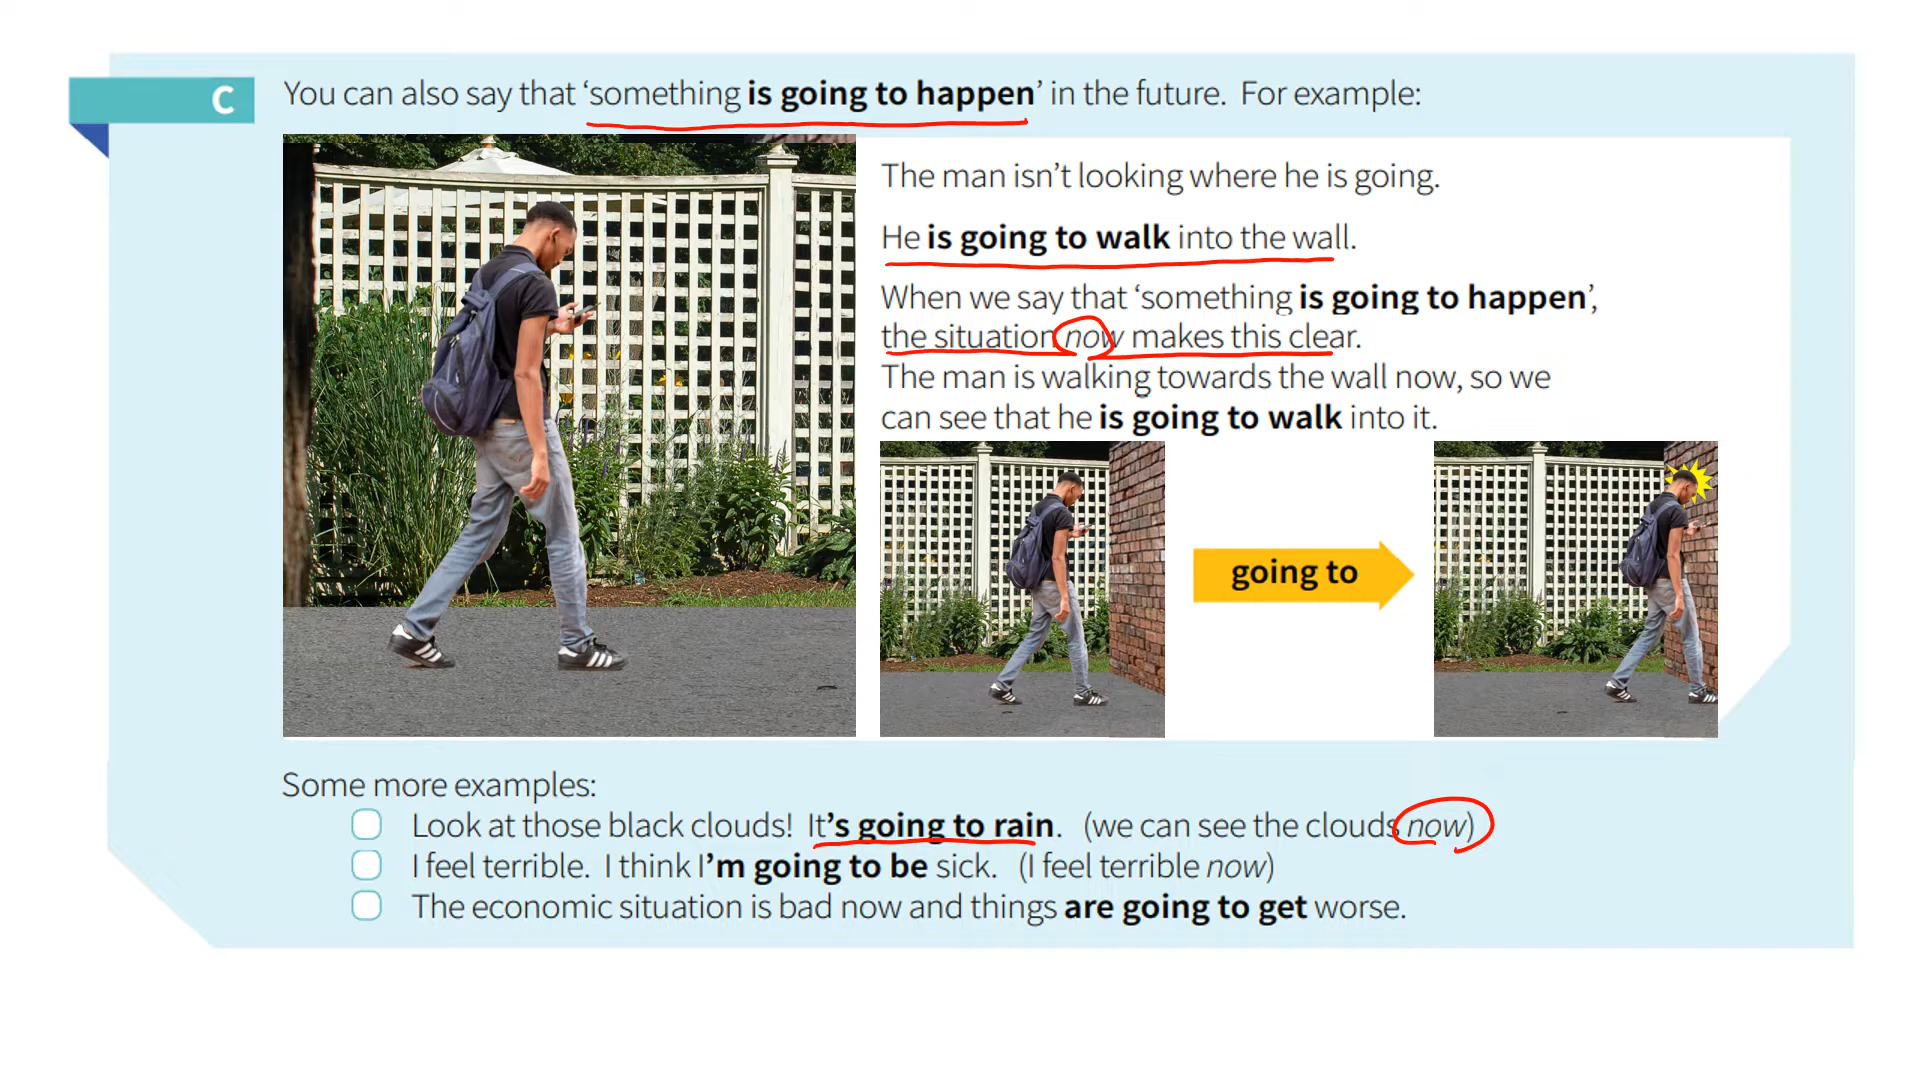 C
You can also say that ‘something is going to happen’ in the future. For example:
The man isn’t looking where he is going.
He is going to walk into the wall.
When we say that ‘something is going to happen’,
the situation now makes this clear.
The man is walking towards the wall now, so we
can see that he is going to walk into it.
going to
Some more examples:
Look at those black clouds! It’s going to rain. (we can see the clouds now)
I feel terrible. I think I’m going to be sick. (I feel terrible now)
The economic situation is bad now and things are going to get worse.